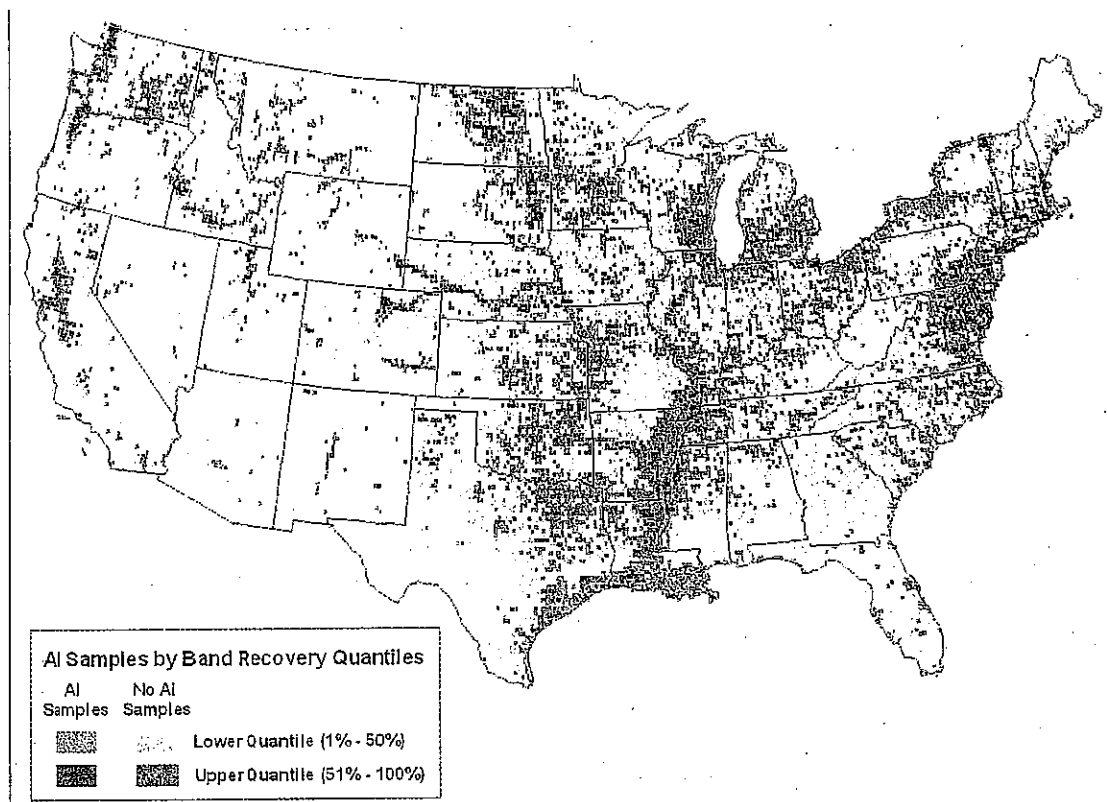 AI Samples by Band Recovery Quantiles
AI No AI
Samples Samples
Lower Quantile (1% - 50%)
Upper Quantile (51% - 100%)